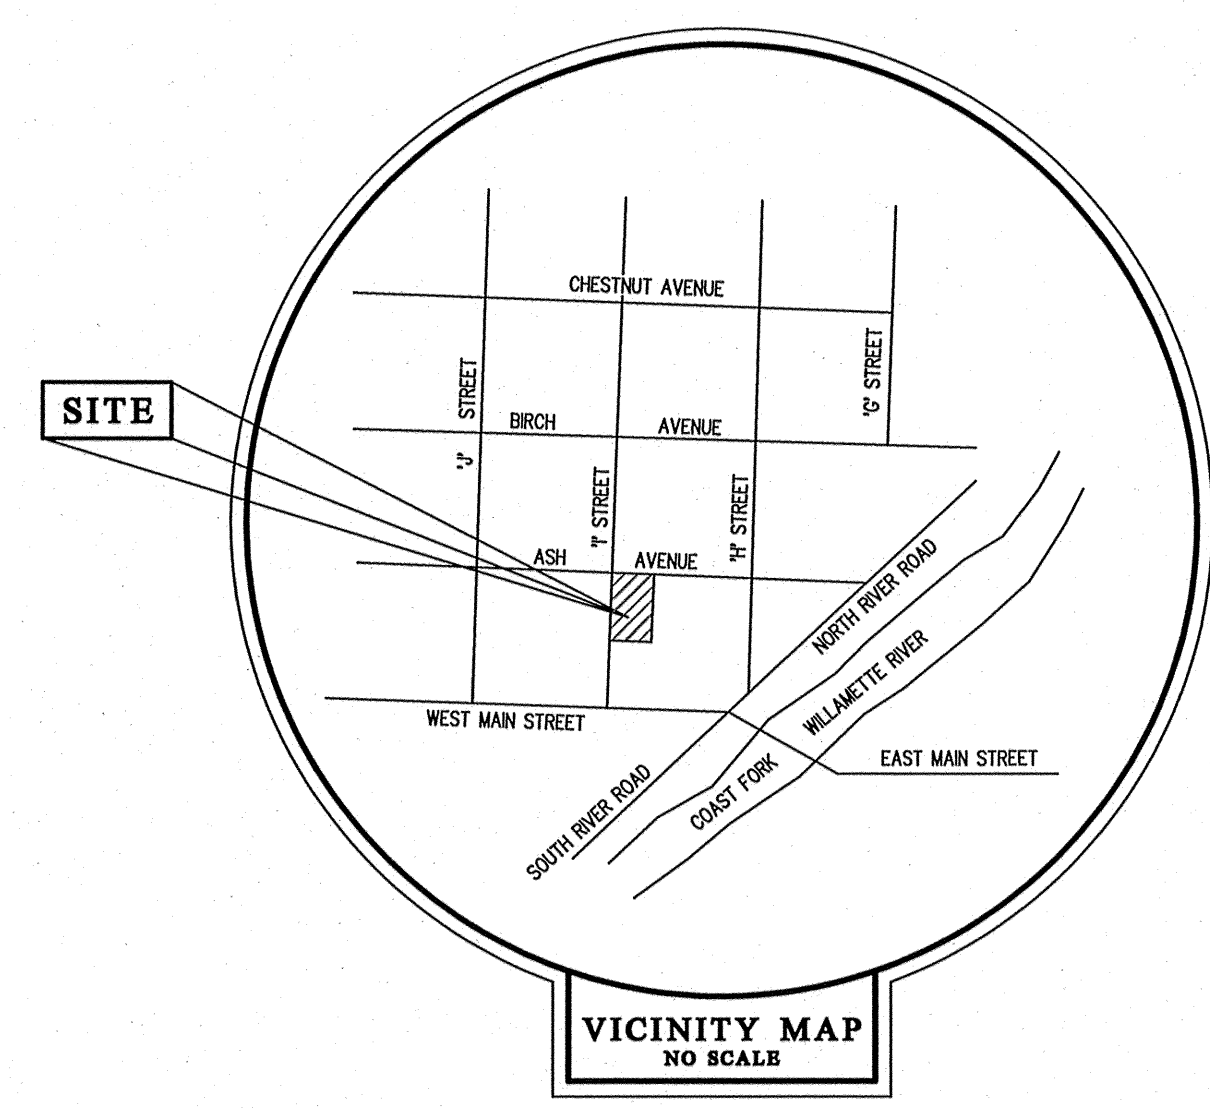 CHESTNUT AVENUE
'G' STREET
'J' STREET
SITE
BIRCH AVENUE
'I' STREET
'H' STREET
ASH AVENUE
NORTH RIVER ROAD
WILLAMETTE RIVER
WEST MAIN STREET
EAST MAIN STREET
COAST FORK
SOUTH RIVER ROAD
VICINITY MAP
NO SCALE